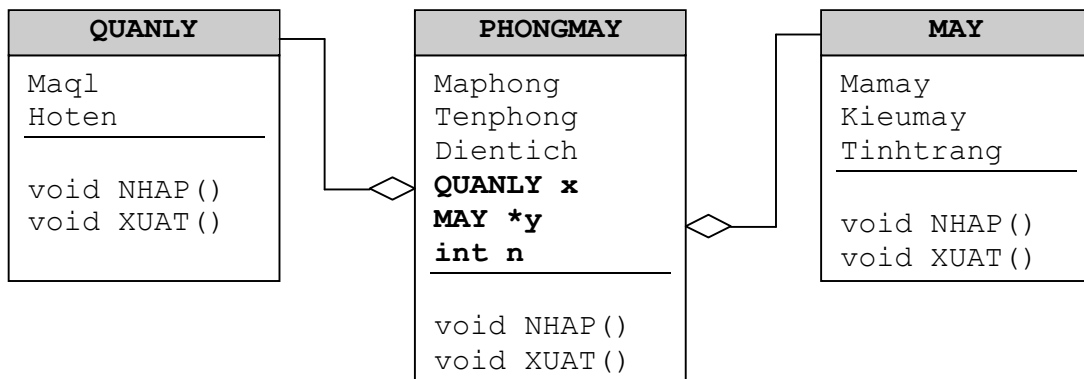 QUANLY
Maql
Hoten
void NHAP()
void XUAT()
PHONGMAY
Maphong
Tenphong
Dientich
QUANLY x
MAY *y
int n
void NHAP()
void XUAT()
MAY
Mamay
Kieumay
Tinhtrang
void NHAP()
void XUAT()